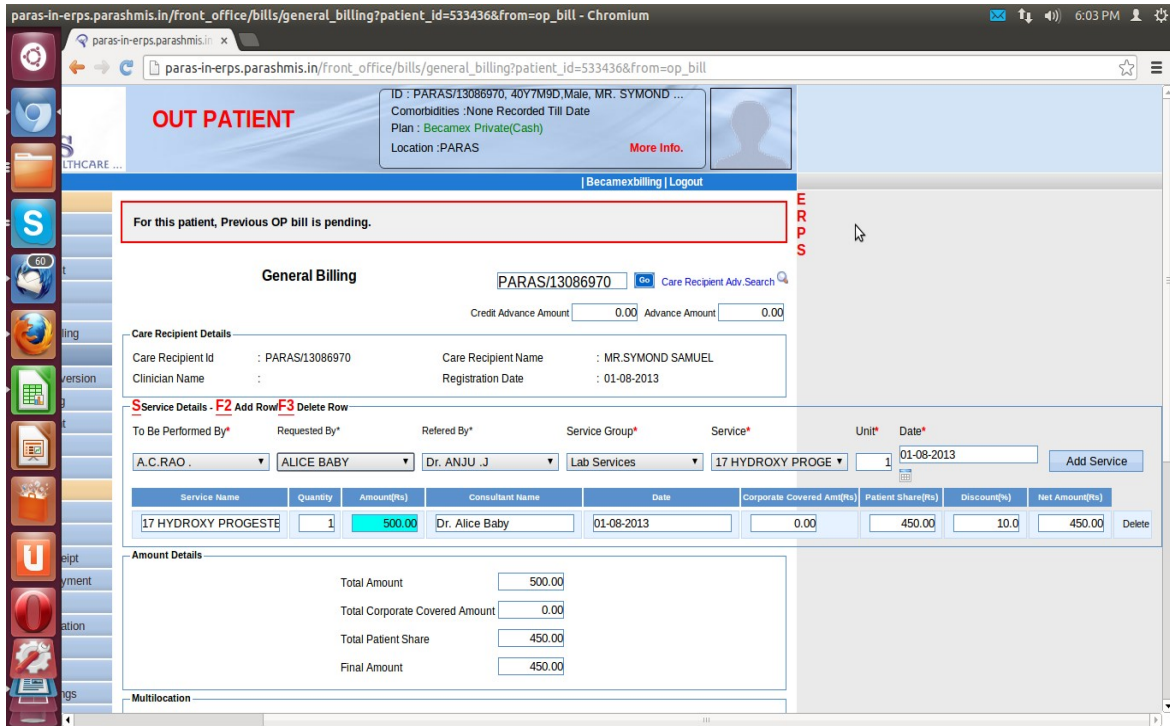 paras-in-erps.parashmis.in/front_office/bills/general_billing?patient_id=533436&from=op_bill - Chromium
6:03 PM
paras-in-erps.parashmis.in
paras-in-erps.parashmis.in/front_office/bills/general_billing?patient_id=533436&from=op_bill
OUT PATIENT
ID : PARAS/13086970, 40Y7M9D,Male, MR. SYMOND ...
Comorbidities :None Recorded Till Date
Plan : Becamex Private(Cash)
Location :PARAS More Info.
LTHCARE ...
| Becamexbilling | Logout
E
R
P
S
For this patient, Previous OP bill is pending.
60
General Billing PARAS/13086970 Go Care Recipient Adv.Search
Credit Advance Amount 0.00 Advance Amount 0.00
Care Recipient Details
Care Recipient Id : PARAS/13086970 Care Recipient Name : MR.SYMOND SAMUEL
Clinician Name : Registration Date : 01-08-2013
SService Details - F2 Add Row/F3 Delete Row
To Be Performed By* Requested By* Refered By* Service Group* Service* Unit* Date*
A.C.RAO . ALICE BABY Dr. ANJU .J Lab Services 17 HYDROXY PROGE 1 01-08-2013 Add Service
Service Name Quantity Amount(Rs) Consultant Name Date Corporate Covered Amt(Rs) Patient Share(Rs) Discount(%) Net Amount(Rs)
17 HYDROXY PROGESTE 1 500.00 Dr. Alice Baby 01-08-2013 0.00 450.00 10.0 450.00 Delete
Amount Details
Total Amount 500.00
Total Corporate Covered Amount 0.00
Total Patient Share 450.00
Final Amount 450.00
Multilocation
t
ling
version
g
t
eipt
yment
ation
ngs